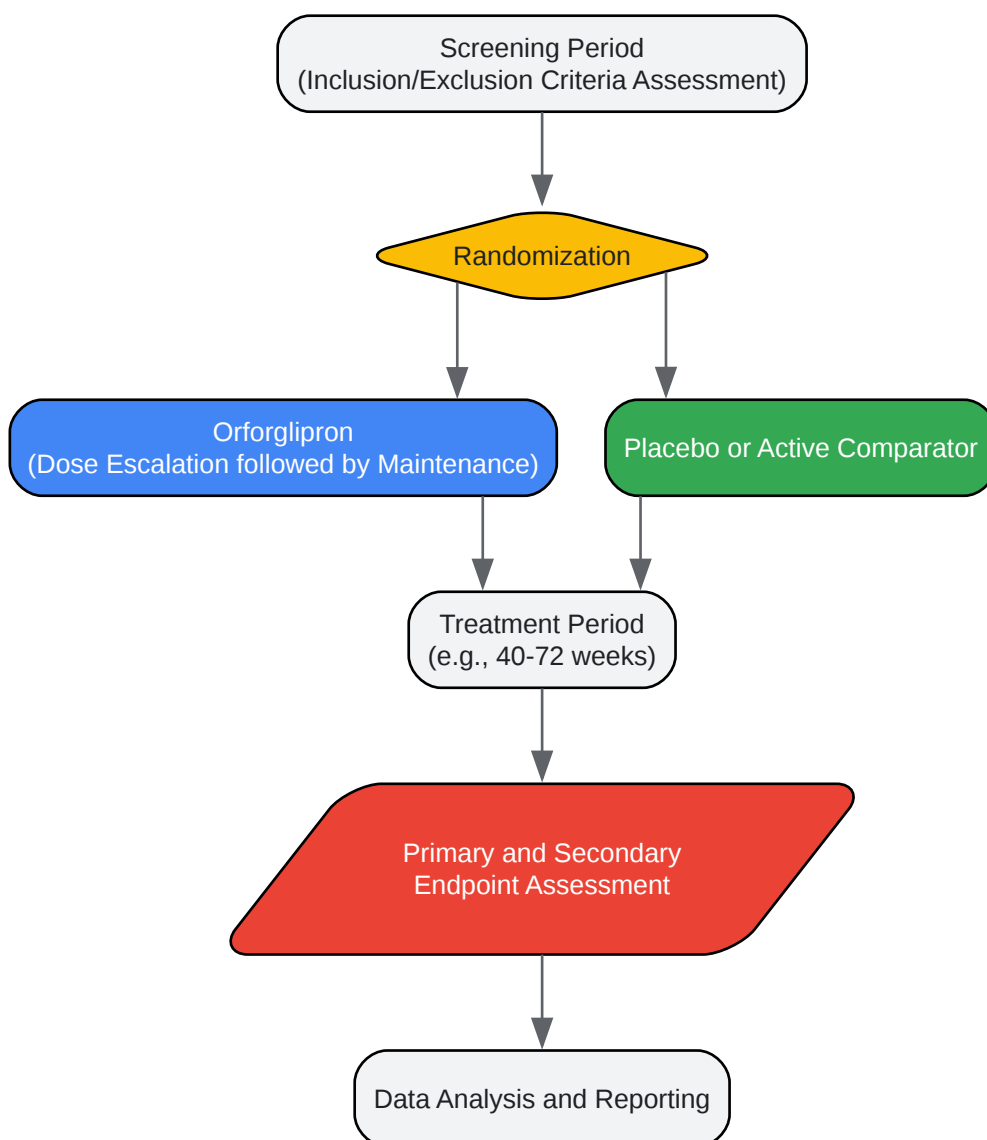 Screening Period
(Inclusion/Exclusion Criteria Assessment)
Randomization
Orforglipron
(Dose Escalation followed by Maintenance)
Placebo or Active Comparator
Treatment Period
(e.g., 40-72 weeks)
Primary and Secondary
Endpoint Assessment
Data Analysis and Reporting